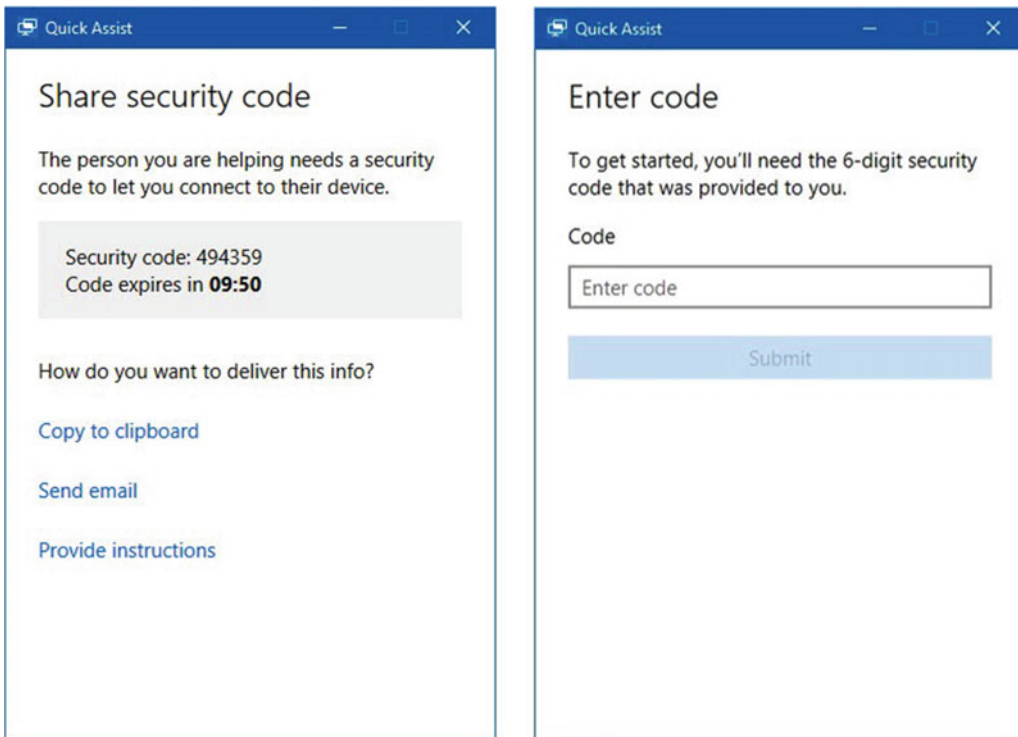 Quick Assist
Share security code
The person you are helping needs a security
code to let you connect to their device.
Security code: 494359
Code expires in 09:50
How do you want to deliver this info?
Copy to clipboard
Send email
Provide instructions
Quick Assist
Enter code
To get started, you'll need the 6-digit security
code that was provided to you.
Code
Enter code
Submit